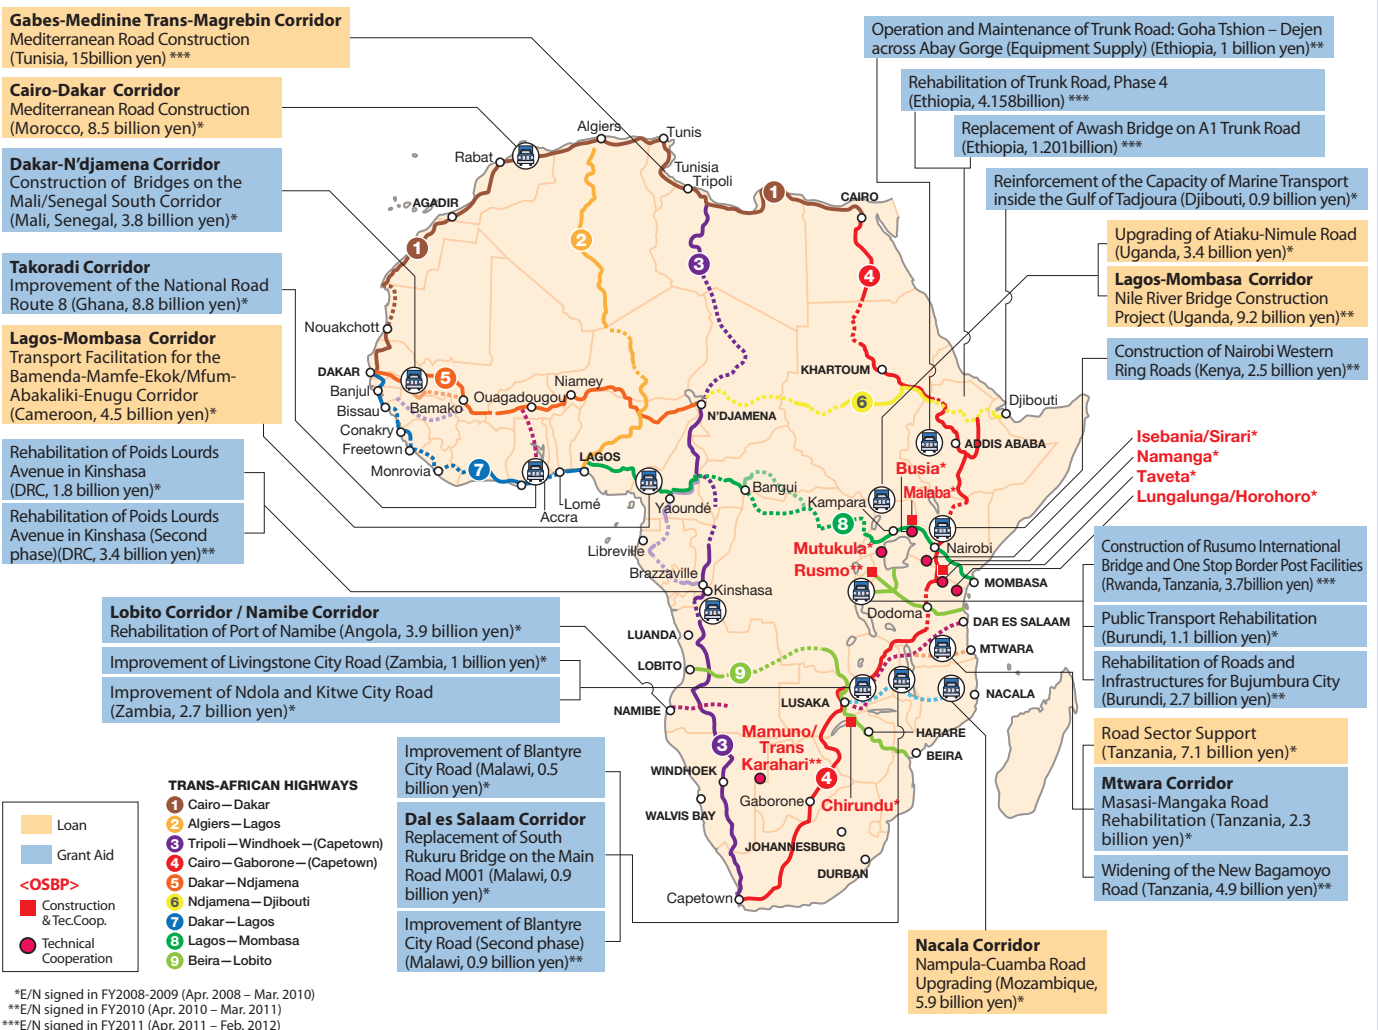 Gabes-Medinine Trans-Magrebin Corridor
Mediterranean Road Construction
(Tunisia, 15billion yen) ***
Cairo-Dakar Corridor
Mediterranean Road Construction
(Morocco, 8.5 billion yen)*
Dakar-N'djamena Corridor
Construction of Bridges on the
Mali/Senegal South Corridor
(Mali, Senegal, 3.8 billion yen)*
Takoradi Corridor
Improvement of the National Road
Route 8 (Ghana, 8.8 billion yen)*
Lagos-Mombasa Corridor
Transport Facilitation for the
Bamenda-Mamfe-Ekok/Mfum-
Abakaliki-Enugu Corridor
(Cameroon, 4.5 billion yen)*
Rehabilitation of Poids Lourds
Avenue in Kinshasa
(DRC, 1.8 billion yen)*
Rehabilitation of Poids Lourds
Avenue in Kinshasa (Second
phase)(DRC, 3.4 billion yen)**
Lobito Corridor / Namibe Corridor
Rehabilitation of Port of Namibe (Angola, 3.9 billion yen)*
Improvement of Livingstone City Road (Zambia, 1 billion yen)*
Improvement of Ndola and Kitwe City Road
(Zambia, 2.7 billion yen)*
Improvement of Blantyre
City Road (Malawi, 0.5
billion yen)*
Dal es Salaam Corridor
Replacement of South
Rukuru Bridge on the Main
Road M001 (Malawi, 0.9
billion yen)*
Improvement of Blantyre
City Road (Second phase)
(Malawi, 0.9 billion yen)**
Operation and Maintenance of Trunk Road: Goha Tshion – Dejen
across Abay Gorge (Equipment Supply) (Ethiopia, 1 billion yen)**
Rehabilitation of Trunk Road, Phase 4
(Ethiopia, 4.158billion) ***
Replacement of Awash Bridge on A1 Trunk Road
(Ethiopia, 1.201billion) ***
Reinforcement of the Capacity of Marine Transport
inside the Gulf of Tadjoura (Djibouti, 0.9 billion yen)*
Upgrading of Atiaku-Nimule Road
(Uganda, 3.4 billion yen)*
Lagos-Mombasa Corridor
Nile River Bridge Construction
Project (Uganda, 9.2 billion yen)**
Construction of Nairobi Western
Ring Roads (Kenya, 2.5 billion yen)**
Isebania/Sirari*
Namanga*
Taveta*
Lungalunga/Horohoro*
Construction of Rusumo International
Bridge and One Stop Border Post Facilities
(Rwanda, Tanzania, 3.7billion yen) ***
Public Transport Rehabilitation
(Burundi, 1.1 billion yen)*
Rehabilitation of Roads and
Infrastructures for Bujumbura City
(Burundi, 2.7 billion yen)**
Road Sector Support
(Tanzania, 7.1 billion yen)*
Mtwara Corridor
Masasi-Mangaka Road
Rehabilitation (Tanzania, 2.3
billion yen)*
Widening of the New Bagamoyo
Road (Tanzania, 4.9 billion yen)**
Nacala Corridor
Nampula-Cuamba Road
Upgrading (Mozambique,
5.9 billion yen)*
Algiers
Tunis
Rabat
Tunisia
Tripoli
AGADIR
CAIRO
1
1
2
3
4
Nouakchott
DAKAR
Banjul
Bissau
Conakry
Freetown
Monrovia
5
Bamako
Ouagadougou
Niamey
N'DJAMENA
KHARTOUM
6
Djibouti
ADDIS ABABA
7
LAGOS
Lomé
Accra
Yaoundé
Bangui
Libreville
Brazzaville
Kinshasa
Kampara
8
Busia*
Malaba*
Mutukula*
Rusmo**
Nairobi
MOMBASA
Dodoma
DAR ES SALAAM
MTWARA
NACALA
LUANDA
LOBITO
9
NAMIBE
LUSAKA
HARARE
BEIRA
3
Mamuno/
Trans
Karahari**
4
Chirundu*
WINDHOEK
WALVIS BAY
Gaborone
JOHANNESBURG
DURBAN
Capetown
TRANS-AFRICAN HIGHWAYS
1 Cairo—Dakar
2 Algiers—Lagos
3 Tripoli—Windhoek—(Capetown)
4 Cairo—Gaborone—(Capetown)
5 Dakar—Ndjamena
6 Ndjamena—Djibouti
7 Dakar—Lagos
8 Lagos—Mombasa
9 Beira—Lobito
Loan
Grant Aid
<OSBP>
Construction
& Tec.Coop.
Technical
Cooperation
*E/N signed in FY2008-2009 (Apr. 2008 – Mar. 2010)
**E/N signed in FY2010 (Apr. 2010 – Mar. 2011)
***E/N signed in FY2011 (Apr. 2011 – Feb. 2012)